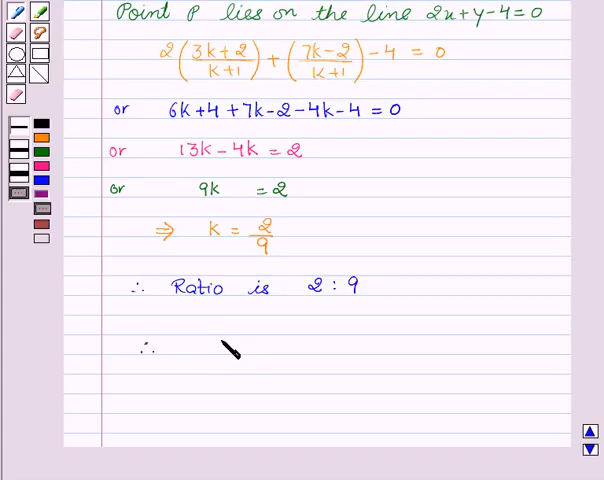 Point P lies on the line 2x+y-4=0
2(3k+2/k+1)+(7k-2/k+1)-4=0
or 6k+4+7k-2-4k-4=0
or 13k-4k=2
or 9k=2
⇒ k=2/9
∴ Ratio is 2:9
∴